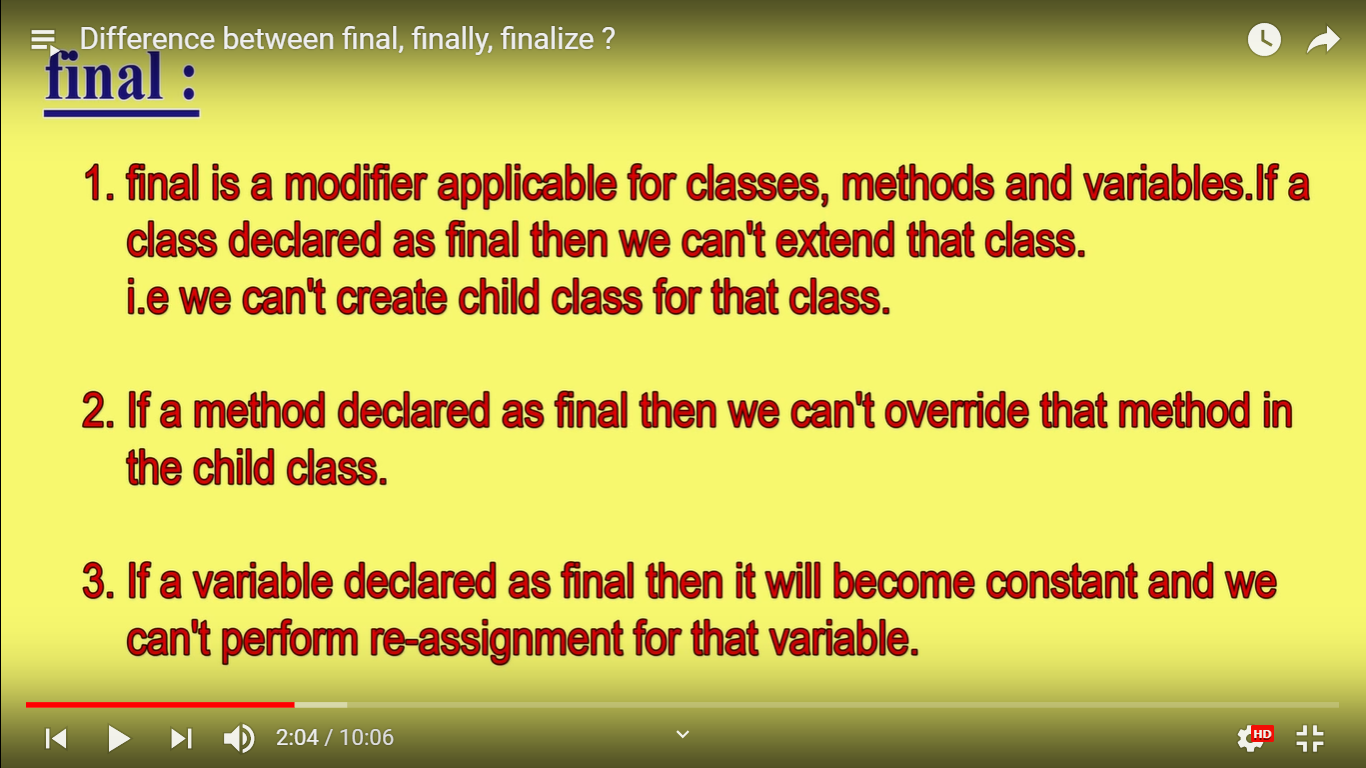 Difference between final, finally, finalize ?
final :
1. final is a modifier applicable for classes, methods and variables.If a
class declared as final then we can't extend that class.
i.e we can't create child class for that class.
2. If a method declared as final then we can't override that method in
the child class.
3. If a variable declared as final then it will become constant and we
can't perform re-assignment for that variable.
2:04 / 10:06
HD